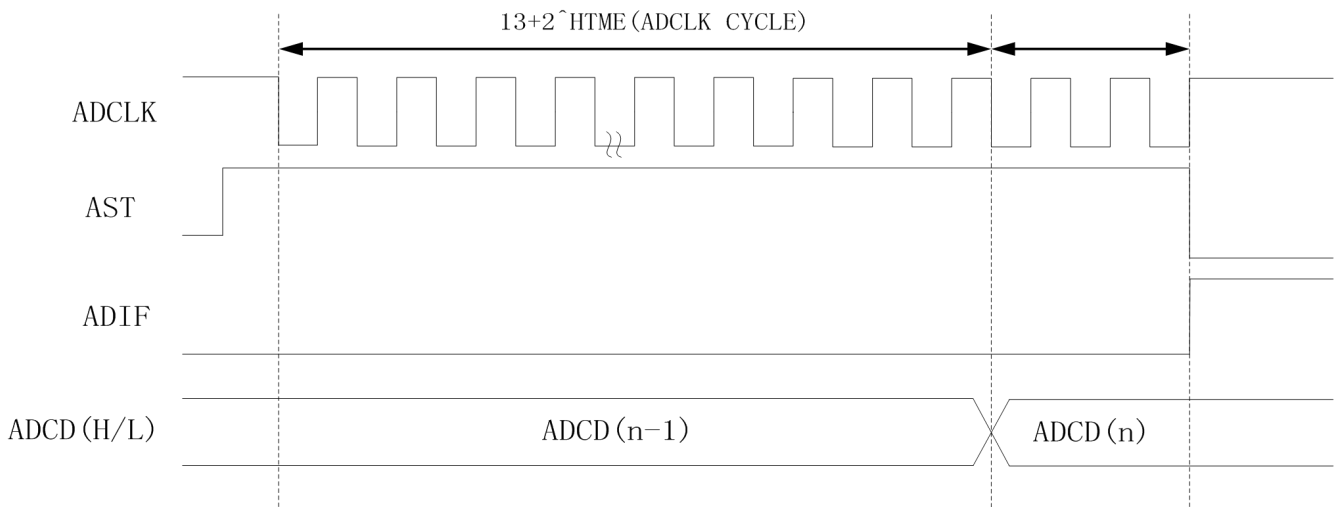 13+2^HTME(ADCLK CYCLE)
ADCLK
AST
ADIF
ADCD(H/L)
ADCD(n-1)
ADCD(n)